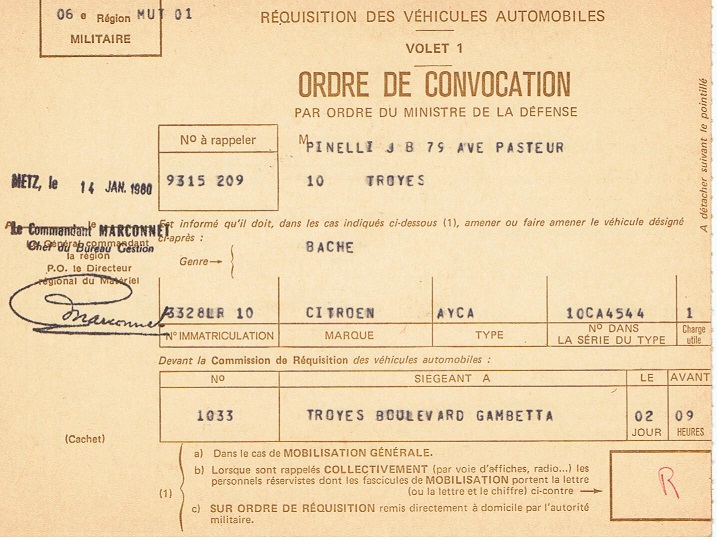 06 e Région MUT 01
MILITAIRE
RÉQUISITION DES VÉHICULES AUTOMOBILES
VOLET 1
ORDRE DE CONVOCATION
PAR ORDRE DU MINISTRE DE LA DÉFENSE
Nº à rappeler
9315 209
M PINELLI J B 79 AVE PASTEUR
10 TROYES
METZ, le 14 JAN. 1980
le
Le Commandant MARCONNET
Chef du Bureau Gestion
le Général commandant
la région
P.O. le Directeur
régional du Matériel
Marconnet
Est informé qu'il doit, dans les cas indiqués ci-dessous (1), amener ou faire amener le véhicule désigné
ci-après :
Genre
BACHE
3328LR 10 CITROEN AYCA 10CA4544 1
Nº IMMATRICULATION MARQUE TYPE Nº DANS LA SÉRIE DU TYPE Charge utile
Devant la Commission de Réquisition des véhicules automobiles :
Nº SIÉGEANT A LE AVANT
1033 TROYES BOULEVARD GAMBETTA 02 09
JOUR HEURES
(Cachet)
(1)
a) Dans le cas de MOBILISATION GÉNÉRALE.
b) Lorsque sont rappelés COLLECTIVEMENT (par voie d'affiches, radio...) les
personnels réservistes dont les fascicules de MOBILISATION portent la lettre
(ou la lettre et le chiffre) ci-contre
R
c) SUR ORDRE DE RÉQUISITION remis directement à domicile par l'autorité
militaire.
A détacher suivant le pointillé